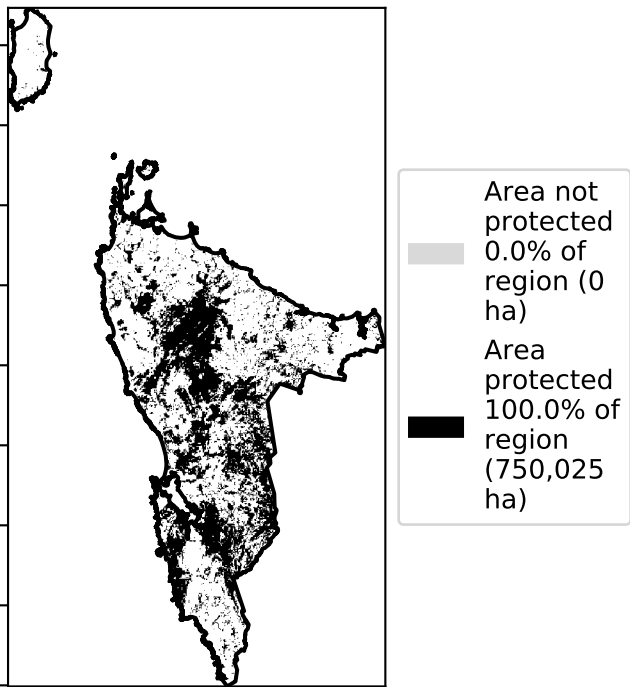 Area not
protected
0.0% of
region (0
ha)
Area
protected
100.0% of
region
(750,025
ha)